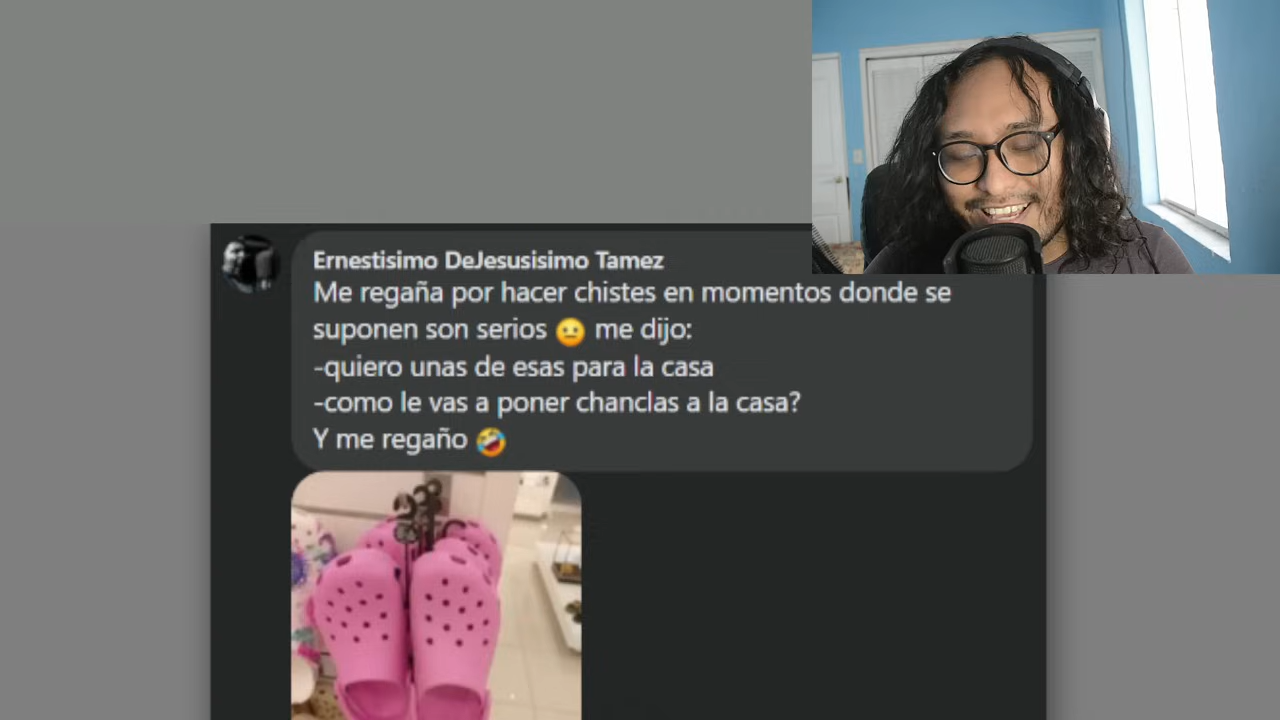 Ernestisimo DeJesusisimo Tamez
Me regaña por hacer chistes en momentos donde se
suponen son serios 😐 me dijo:
-quiero unas de esas para la casa
-como le vas a poner chanclas a la casa?
Y me regaño 🤣